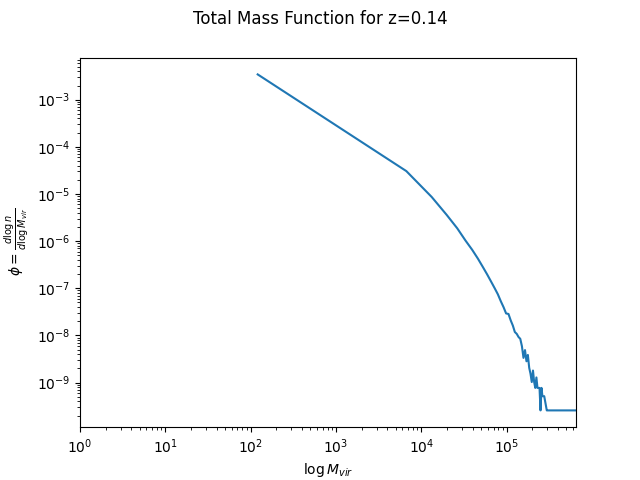 Total Mass Function for z=0.14
10⁻³
10⁻⁴
10⁻⁵
10⁻⁶
10⁻⁷
10⁻⁸
10⁻⁹
ϕ = d log n / d log M_vir
10⁰ 10¹ 10² 10³ 10⁴ 10⁵
log M_vir